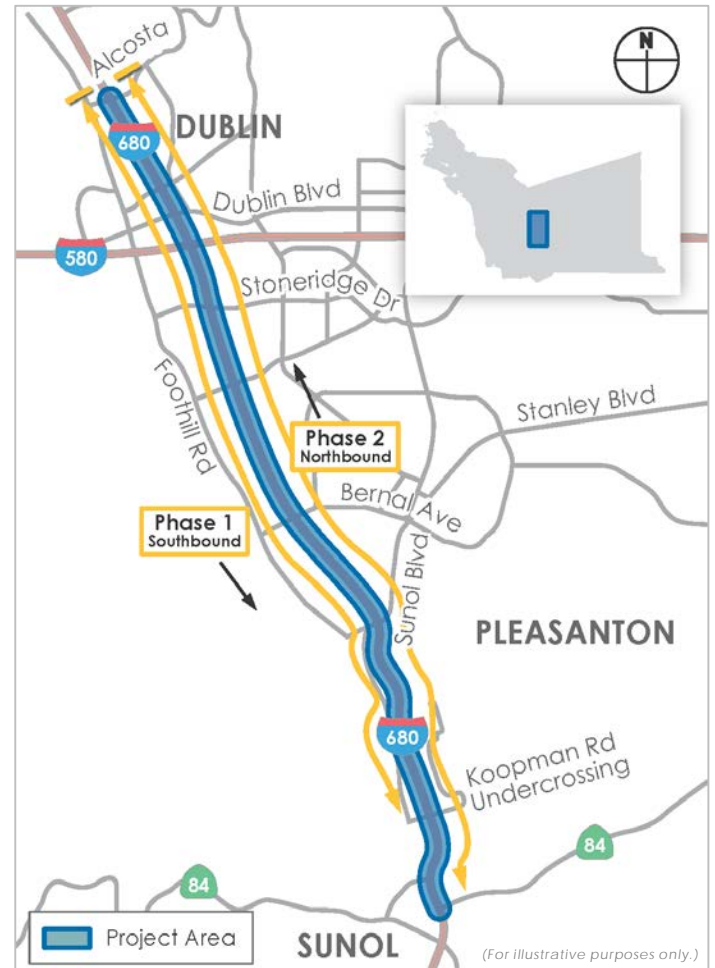 Alcosta
N
DUBLIN
680
Dublin Blvd
580
Stoneridge Dr
Foothill Rd
Stanley Blvd
Phase 2
Northbound
Bernal Ave
Phase 1
Southbound
Sunol Blvd
PLEASANTON
680
Koopman Rd
Undercrossing
84
84
Project Area
SUNOL
(For illustrative purposes only.)